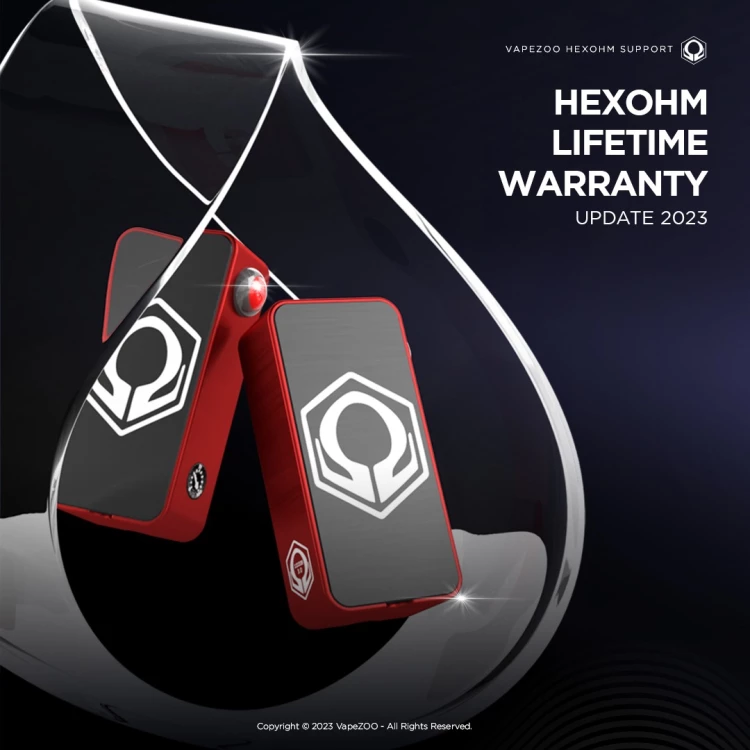 VAPEZOO HEXOHM SUPPORT
HEXOHM
LIFETIME
WARRANTY
UPDATE 2023
Copyright © 2023 VapeZOO - All Rights Reserved.